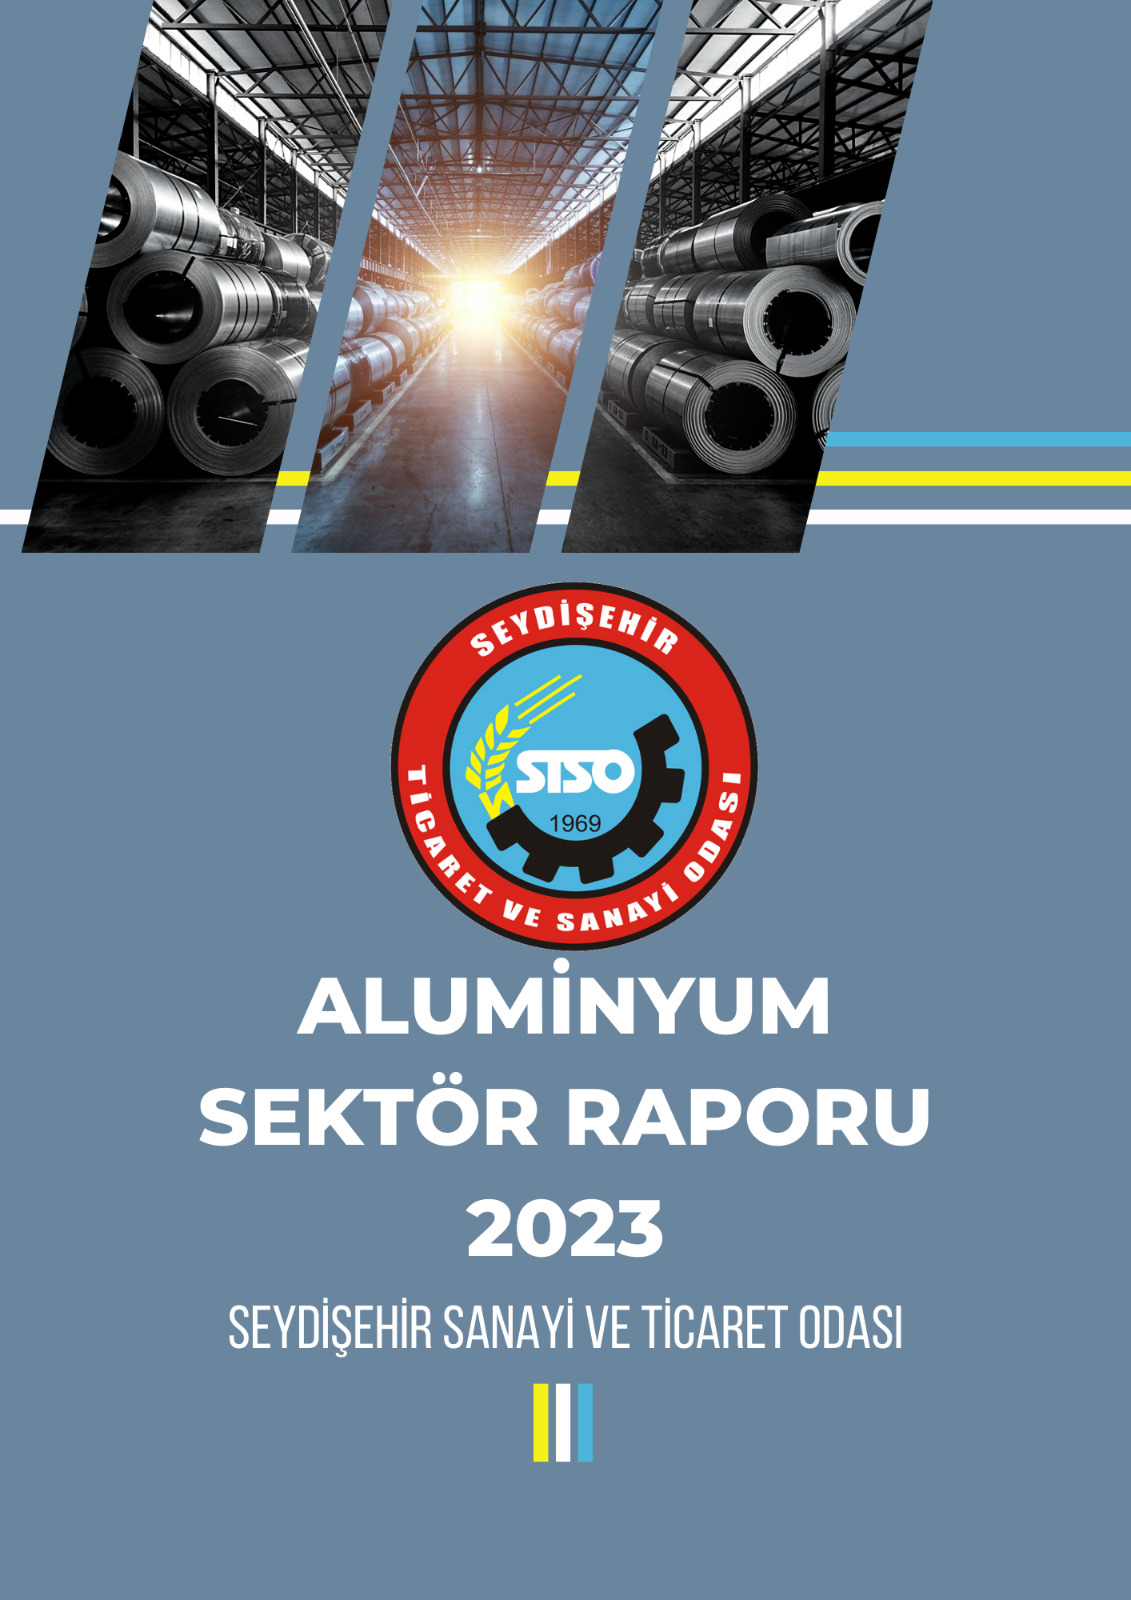 SEYDİŞEHİR
STSO
1969
TİCARET VE SANAYİ ODASI
ALUMİNYUM
SEKTÖR RAPORU
2023
SEYDİŞEHİR SANAYİ VE TİCARET ODASI